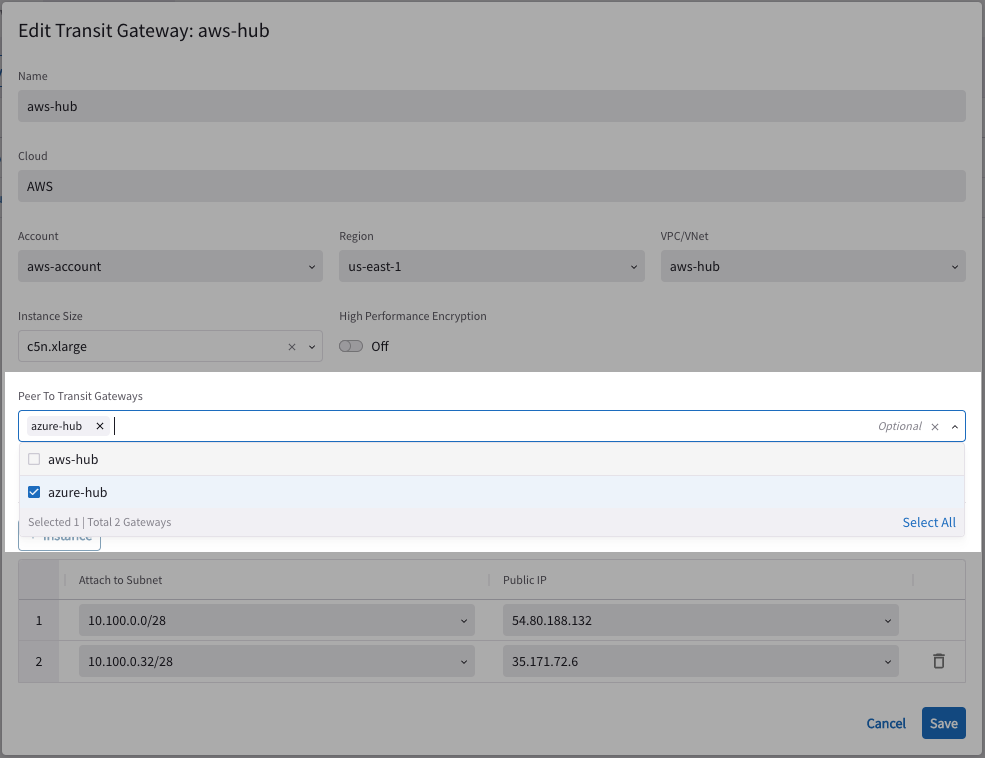 Edit Transit Gateway: aws-hub
Name
aws-hub
Cloud
AWS
Account Region VPC/VNet
aws-account us-east-1 aws-hub
Instance Size High Performance Encryption
c5n.xlarge Off
Peer To Transit Gateways
azure-hub Optional
aws-hub
azure-hub
Selected 1 | Total 2 Gateways Select All
+ Instance
Attach to Subnet Public IP
1 10.100.0.0/28 54.80.188.132
2 10.100.0.32/28 35.171.72.6
Cancel Save